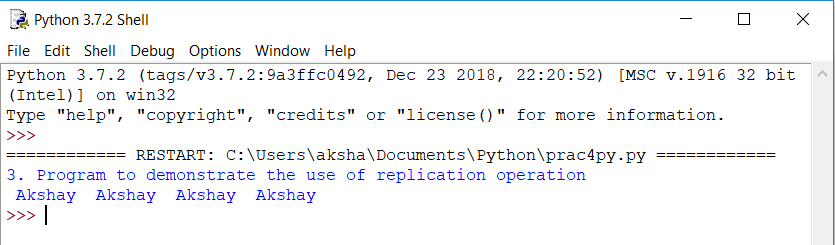 Python 3.7.2 Shell
File Edit Shell Debug Options Window Help
Python 3.7.2 (tags/v3.7.2:9a3ffc0492, Dec 23 2018, 22:20:52) [MSC v.1916 32 bit
(Intel)] on win32
Type "help", "copyright", "credits" or "license()" for more information.
>>>
============ RESTART: C:\Users\aksha\Documents\Python\prac4py.py ============
3. Program to demonstrate the use of replication operation
 Akshay  Akshay  Akshay  Akshay
>>>